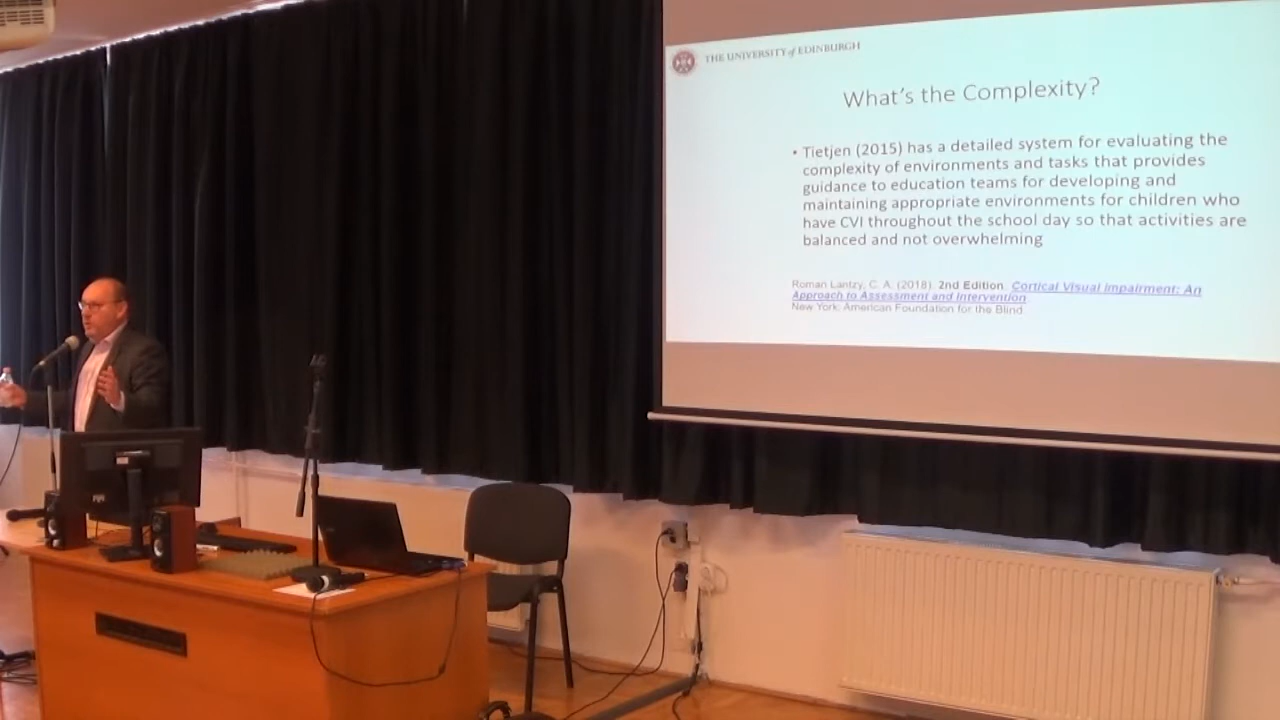 THE UNIVERSITY of EDINBURGH
What's the Complexity?
• Tietjen (2015) has a detailed system for evaluating the
complexity of environments and tasks that provides
guidance to education teams for developing and
maintaining appropriate environments for children who
have CVI throughout the school day so that activities are
balanced and not overwhelming
Roman Lantzy, C. A. (2018). 2nd Edition. Cortical Visual Impairment: An
Approach to Assessment and Intervention
New York: American Foundation for the Blind